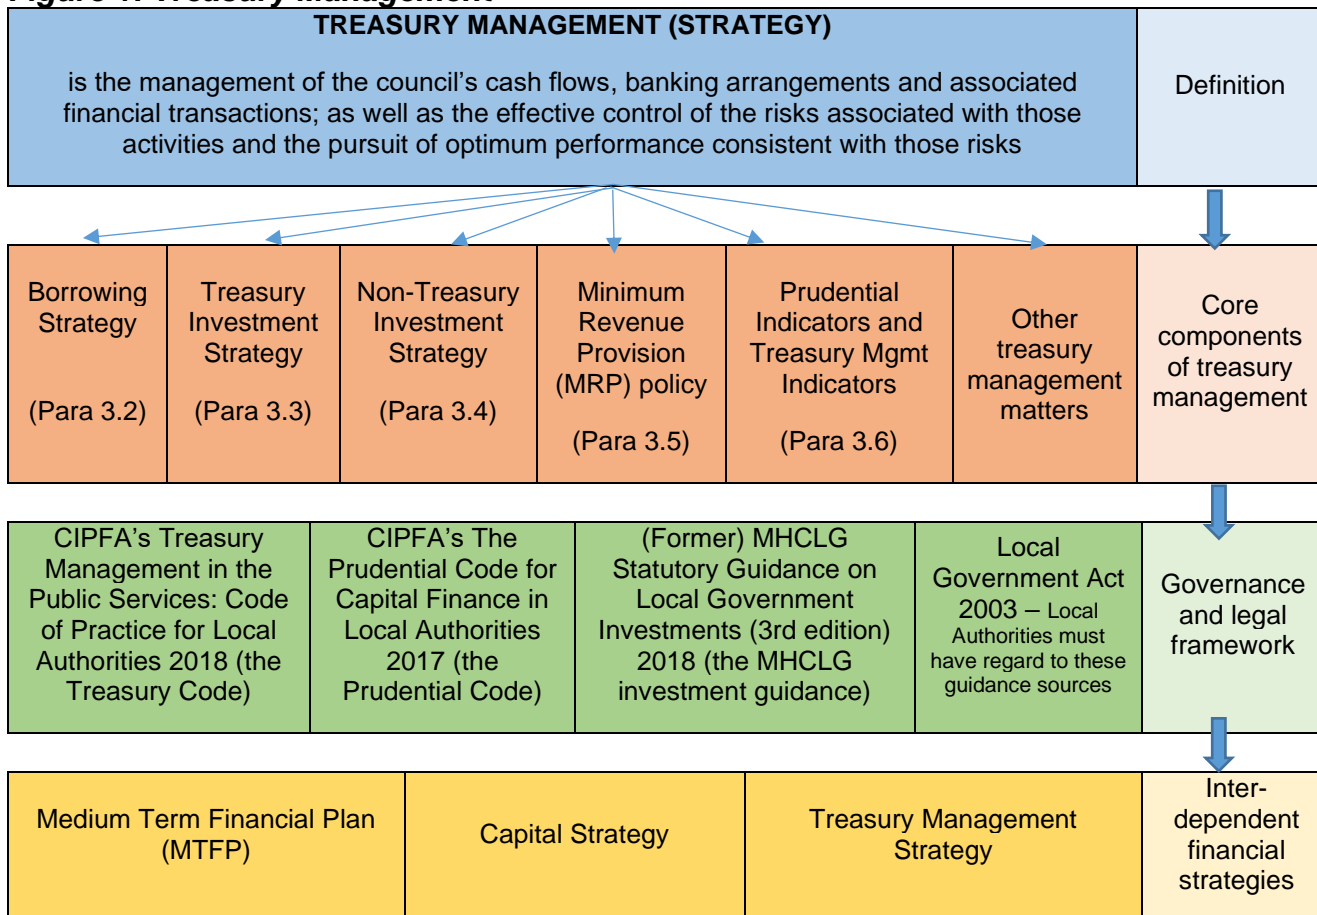 Figure 1: Treasury Management
TREASURY MANAGEMENT (STRATEGY)
is the management of the council's cash flows, banking arrangements and associated
financial transactions; as well as the effective control of the risks associated with those
activities and the pursuit of optimum performance consistent with those risks
Definition
Borrowing
Strategy
(Para 3.2)
Treasury
Investment
Strategy
(Para 3.3)
Non-Treasury
Investment
Strategy
(Para 3.4)
Minimum
Revenue
Provision
(MRP) policy
(Para 3.5)
Prudential
Indicators and
Treasury Mgmt
Indicators
(Para 3.6)
Other
treasury
management
matters
Core
components
of treasury
management
CIPFA's Treasury
Management in the
Public Services: Code
of Practice for Local
Authorities 2018 (the
Treasury Code)
CIPFA's The
Prudential Code for
Capital Finance in
Local Authorities
2017 (the
Prudential Code)
(Former) MHCLG
Statutory Guidance on
Local Government
Investments (3rd edition)
2018 (the MHCLG
investment guidance)
Local
Government Act
2003 – Local
Authorities must
have regard to these
guidance sources
Governance
and legal
framework
Medium Term Financial Plan
(MTFP)
Capital Strategy
Treasury Management
Strategy
Inter-
dependent
financial
strategies